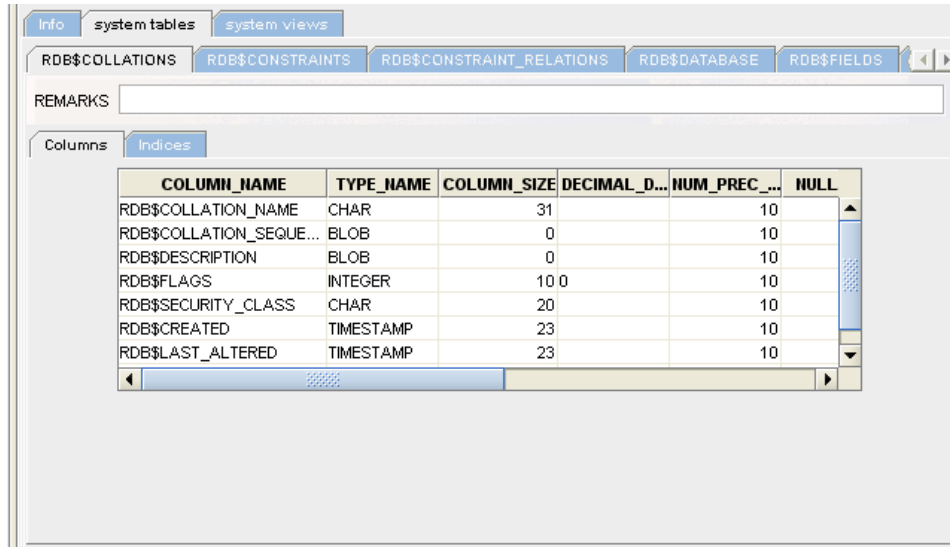 Info system tables system views
RDB$COLLATIONS RDB$CONSTRAINTS RDB$CONSTRAINT_RELATIONS RDB$DATABASE RDB$FIELDS
REMARKS
Columns Indices
COLUMN_NAME TYPE_NAME COLUMN_SIZE DECIMAL_D... NUM_PREC_... NULL
RDB$COLLATION_NAME CHAR 31 10
RDB$COLLATION_SEQUE... BLOB 0 10
RDB$DESCRIPTION BLOB 0 10
RDB$FLAGS INTEGER 10 0 10
RDB$SECURITY_CLASS CHAR 20 10
RDB$CREATED TIMESTAMP 23 10
RDB$LAST_ALTERED TIMESTAMP 23 10